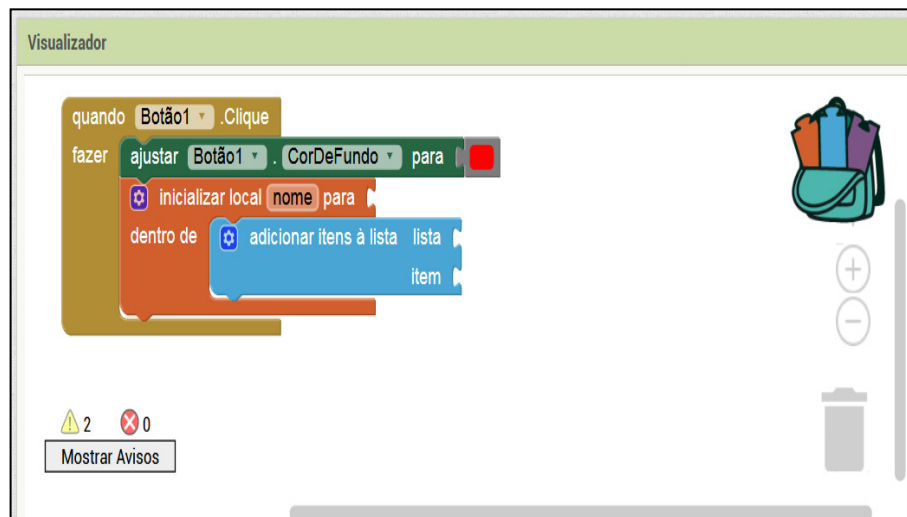 Visualizador
quando Botão1 .Clique
fazer ajustar Botão1 . CorDeFundo para
inicializar local nome para
dentro de adicionar itens à lista lista
item
2 0
Mostrar Avisos